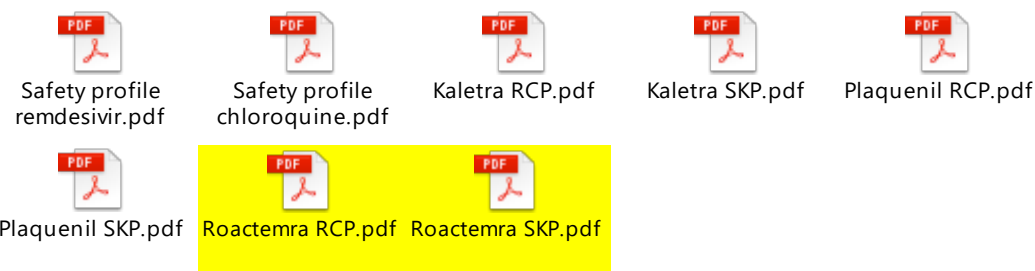 PDF PDF PDF PDF PDF
Safety profile remdesivir.pdf
Safety profile chloroquine.pdf
Kaletra RCP.pdf
Kaletra SKP.pdf
Plaquenil RCP.pdf
PDF PDF PDF
Plaquenil SKP.pdf
Roactemra RCP.pdf
Roactemra SKP.pdf